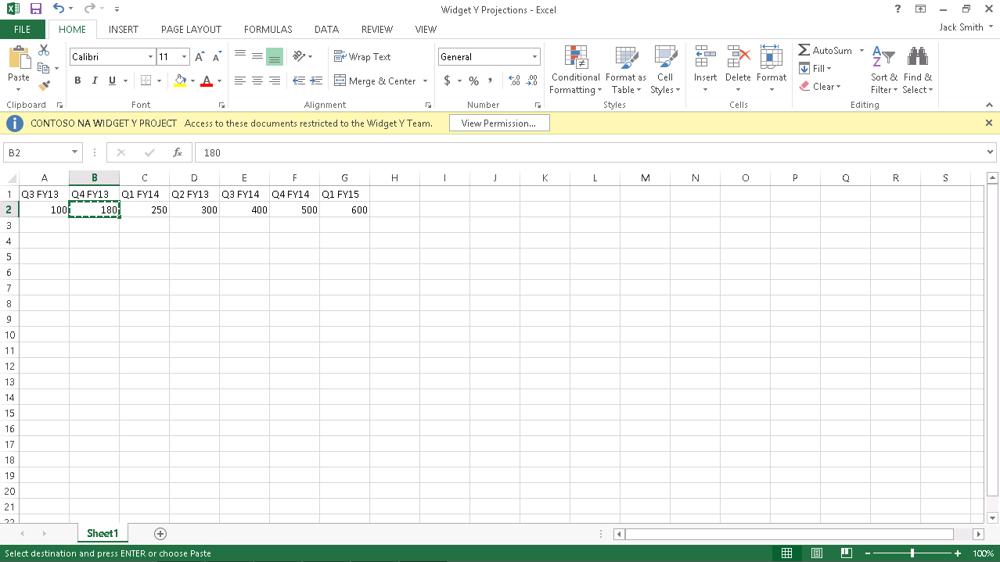 Widget Y Projections - Excel
?
FILE HOME INSERT PAGE LAYOUT FORMULAS DATA REVIEW VIEW Jack Smith
Paste
Calibri 11
B I U A
Wrap Text
Merge & Center
General
$ % ,
Conditional Formatting
Format as Table
Cell Styles
Insert Delete Format
AutoSum
Fill
Clear
Sort & Filter
Find & Select
Clipboard Font Alignment Number Styles Cells Editing
CONTOSO NA WIDGET Y PROJECT Access to these documents restricted to the Widget Y Team. View Permission...
B2 fx 180
A B C D E F G H I J K L M N O P Q R S
1 Q3 FY13 Q4 FY13 Q1 FY14 Q2 FY13 Q3 FY14 Q4 FY14 Q1 FY15
2 100 180 250 300 400 500 600
3
4
5
6
7
8
9
10
11
12
13
14
15
16
17
18
19
20
21
22
Sheet1
Select destination and press ENTER or choose Paste 100%